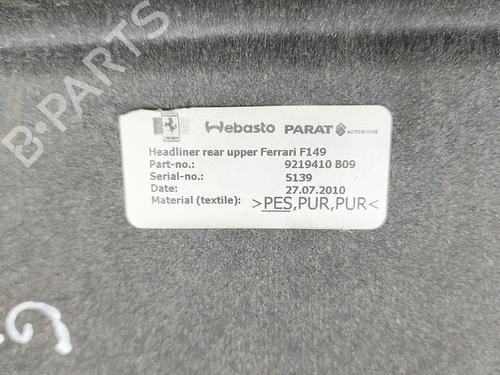 B-PARTS
Webasto PARAT AUTOMOTIVE
Headliner rear upper Ferrari F149
Part-no.: 9219410 B09
Serial-no.: 5139
Date: 27.07.2010
Material (textile): >PES,PUR,PUR<